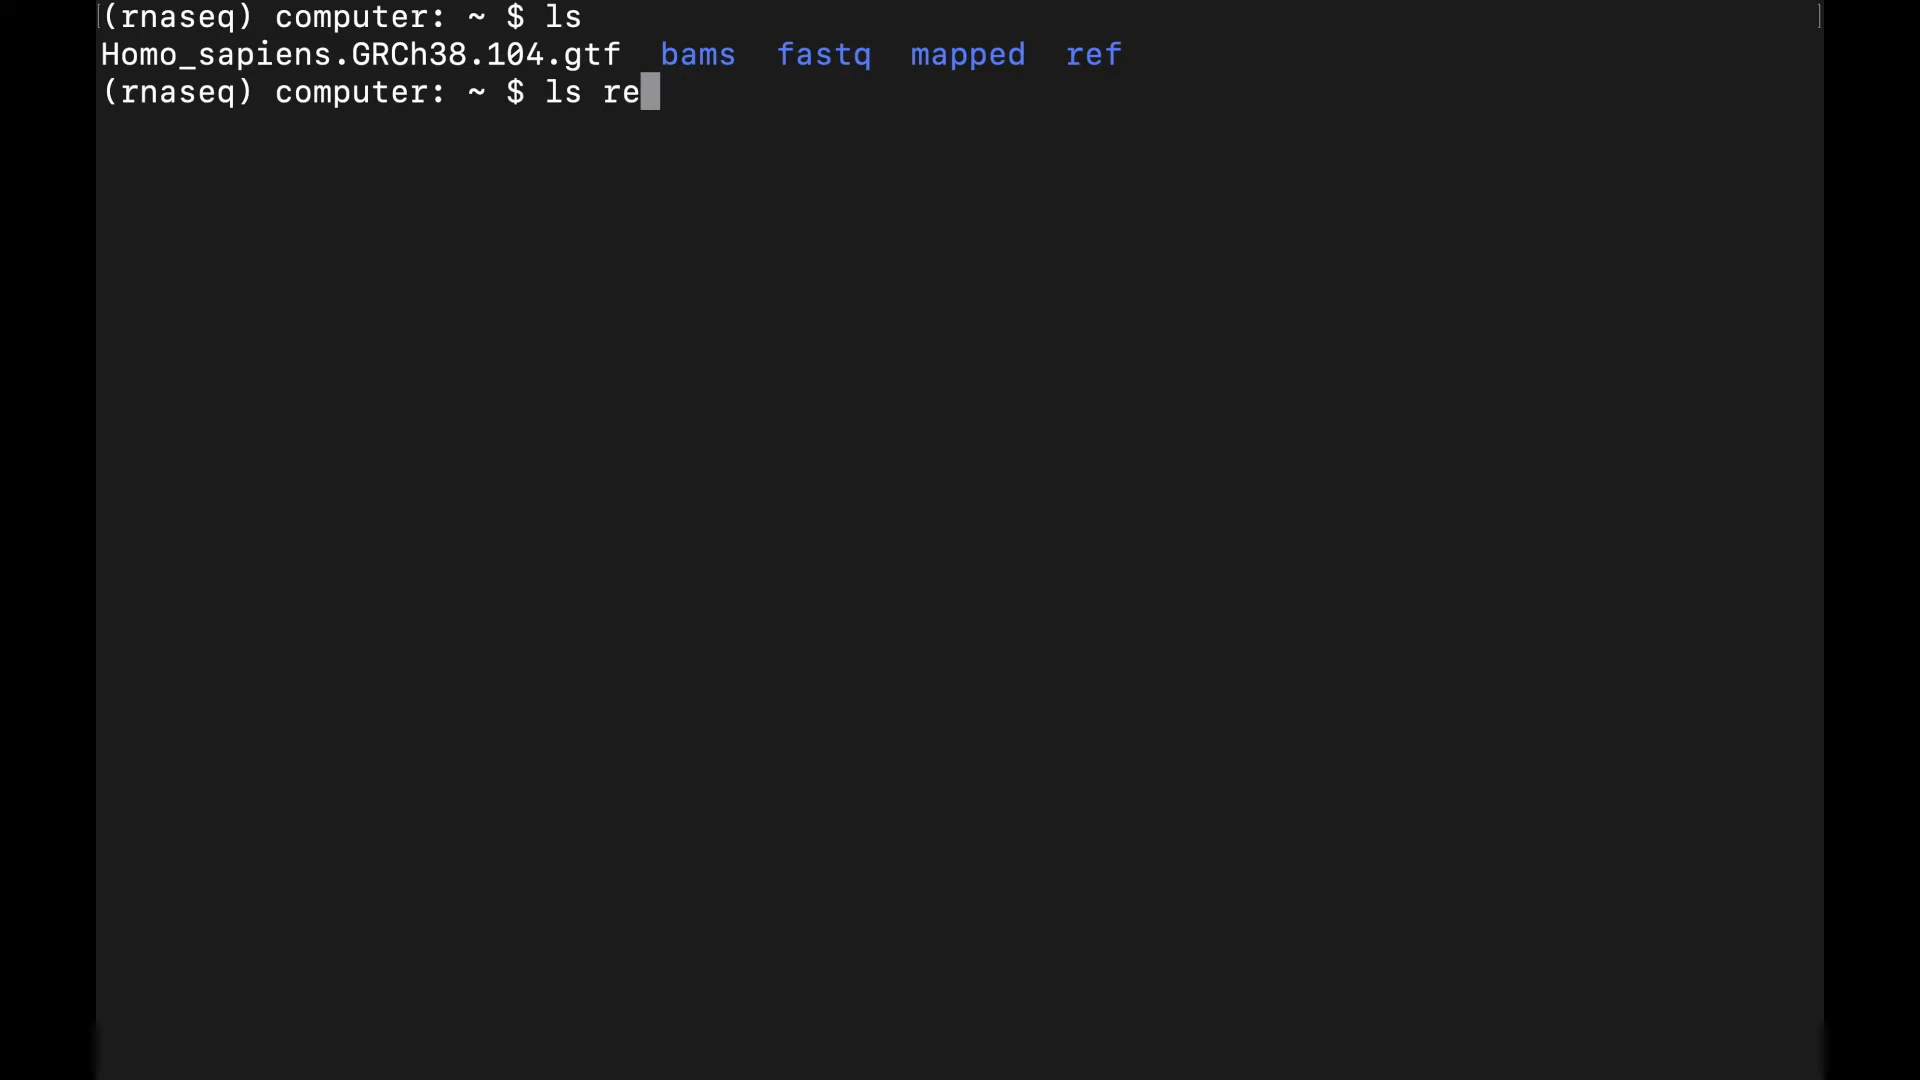 (rnaseq) computer: ~ $ ls
Homo_sapiens.GRCh38.104.gtf  bams  fastq  mapped  ref
(rnaseq) computer: ~ $ ls re